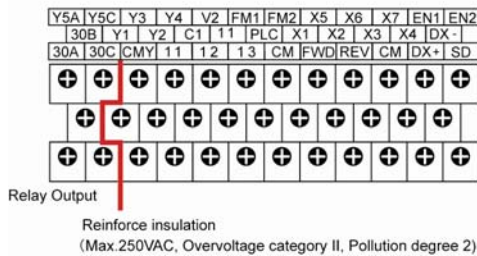 Y5A Y5C Y3 Y4 V2 FM1 FM2 X5 X6 X7 EN1 EN2
30B Y1 Y2 C1 11 PLC X1 X2 X3 X4 DX-
30A 30C CMY 11 12 13 CM FWD REV CM DX+ SD
Relay Output
Reinforce insulation
(Max.250VAC, Overvoltage category II, Pollution degree 2)